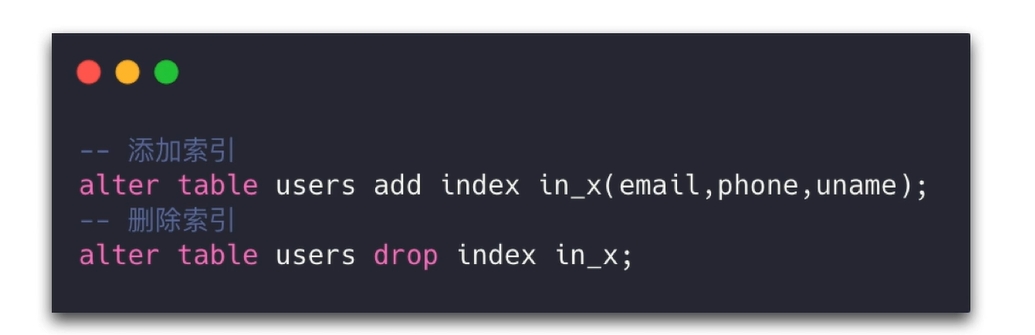 -- 添加索引
alter table users add index in_x(email,phone,uname);
-- 删除索引
alter table users drop index in_x;